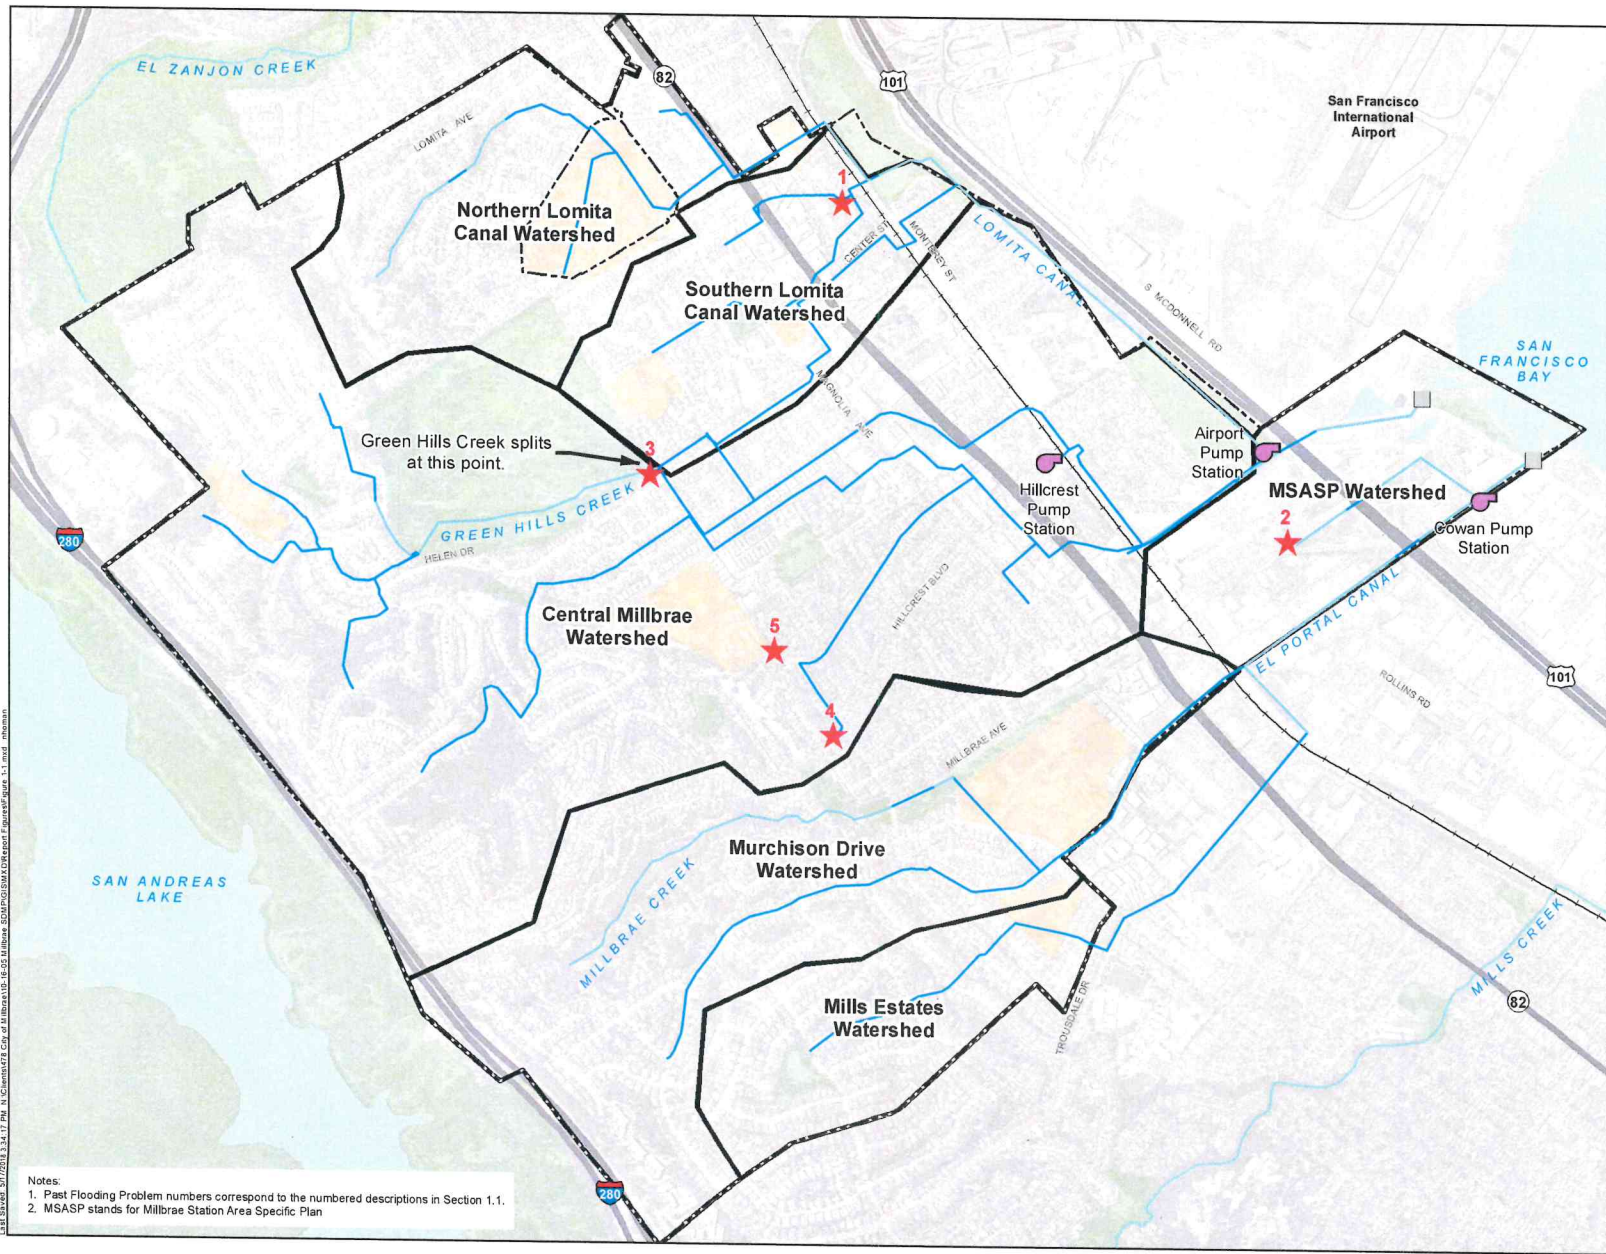 EL ZANJON CREEK
LOMITA AVE
82
101
San Francisco
International
Airport
1
Northern Lomita
Canal Watershed
CENTER ST
MONTEREY ST
LOMITA CANAL
S MCDONNELL RD
Southern Lomita
Canal Watershed
SAN
FRANCISCO
BAY
MAGNOLIA AVE
Green Hills Creek splits
at this point.
3
Airport
Pump
Station
Hillcrest
Pump
Station
MSASP Watershed
2
Cowan Pump
Station
GREEN HILLS CREEK
HELEN DR
280
HILLCREST BLVD
Central Millbrae
Watershed
5
4
EL PORTAL CANAL
ROLLINS RD
101
MILLBRAE AVE
Murchison Drive
Watershed
MILLBRAE CREEK
SAN ANDREAS
LAKE
MILLS CREEK
82
Mills Estates
Watershed
TROUSDALE DR
280
Notes:
1. Past Flooding Problem numbers correspond to the numbered descriptions in Section 1.1.
2. MSASP stands for Millbrae Station Area Specific Plan